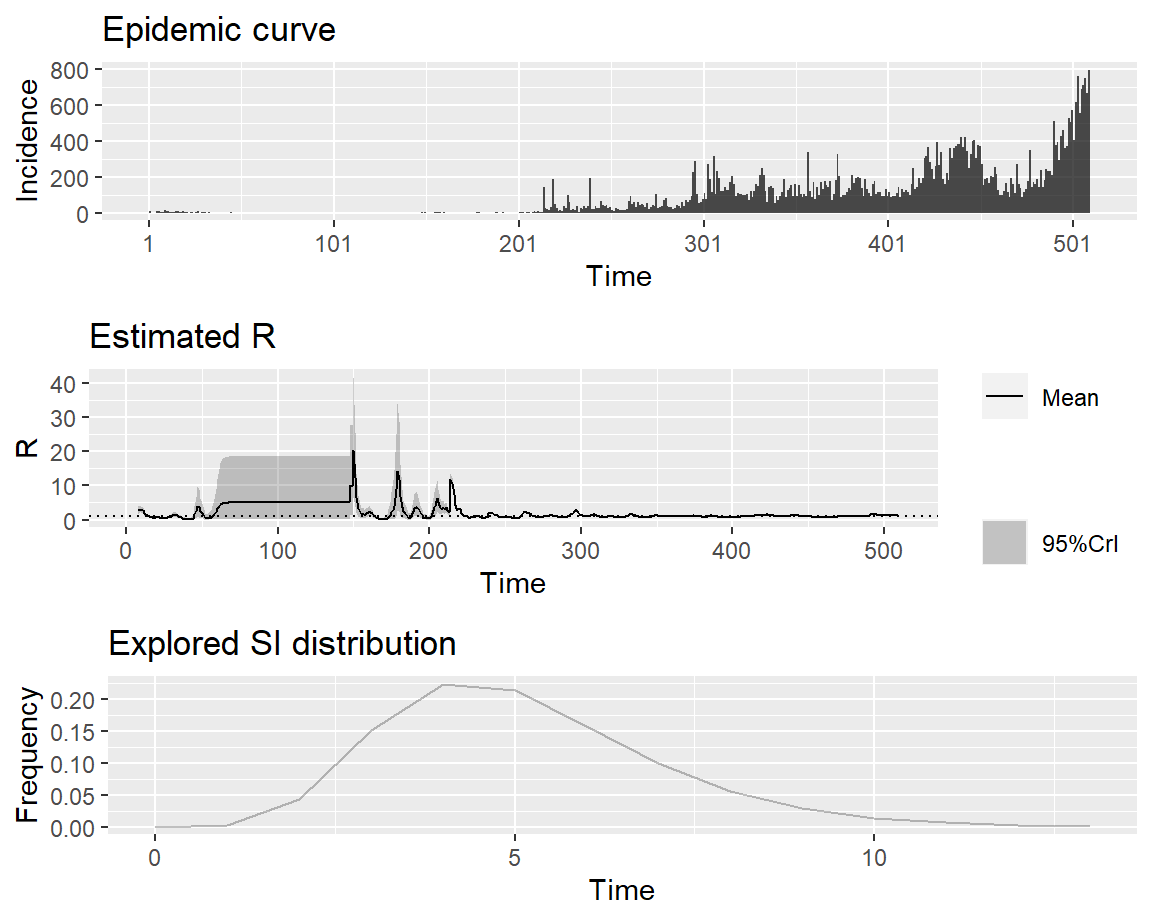 Epidemic curve
Incidence
800
600
400
200
0
1 101 201 301 401 501
Time
Estimated R
R
40
30
20
10
0
0 100 200 300 400 500
Time
Mean
95%CrI
Explored SI distribution
Frequency
0.20
0.15
0.10
0.05
0.00
0 5 10
Time